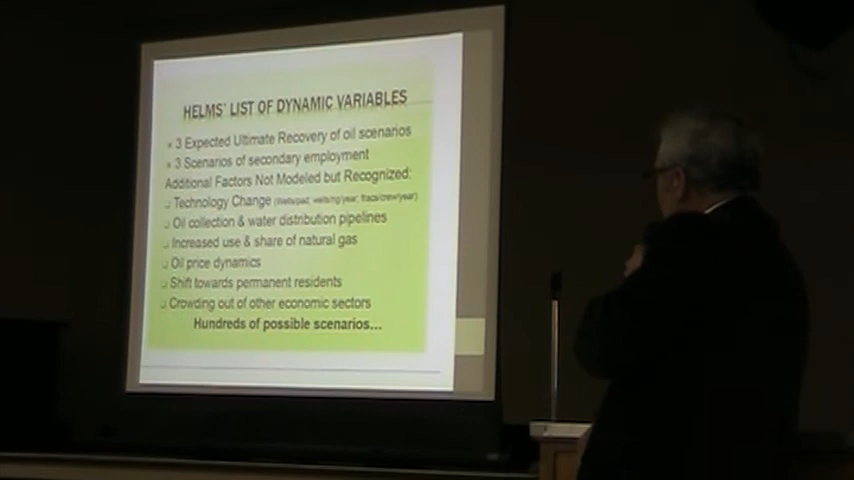 HELMS' LIST OF DYNAMIC VARIABLES
3 Expected Ultimate Recovery of oil scenarios
3 Scenarios of secondary employment
Additional Factors Not Modeled but Recognized:
Technology Change (Wells/pad, wells/rig/year, fracs/crew/year)
Oil collection & water distribution pipelines
Increased use & share of natural gas
Oil price dynamics
Shift towards permanent residents
Crowding out of other economic sectors
Hundreds of possible scenarios...